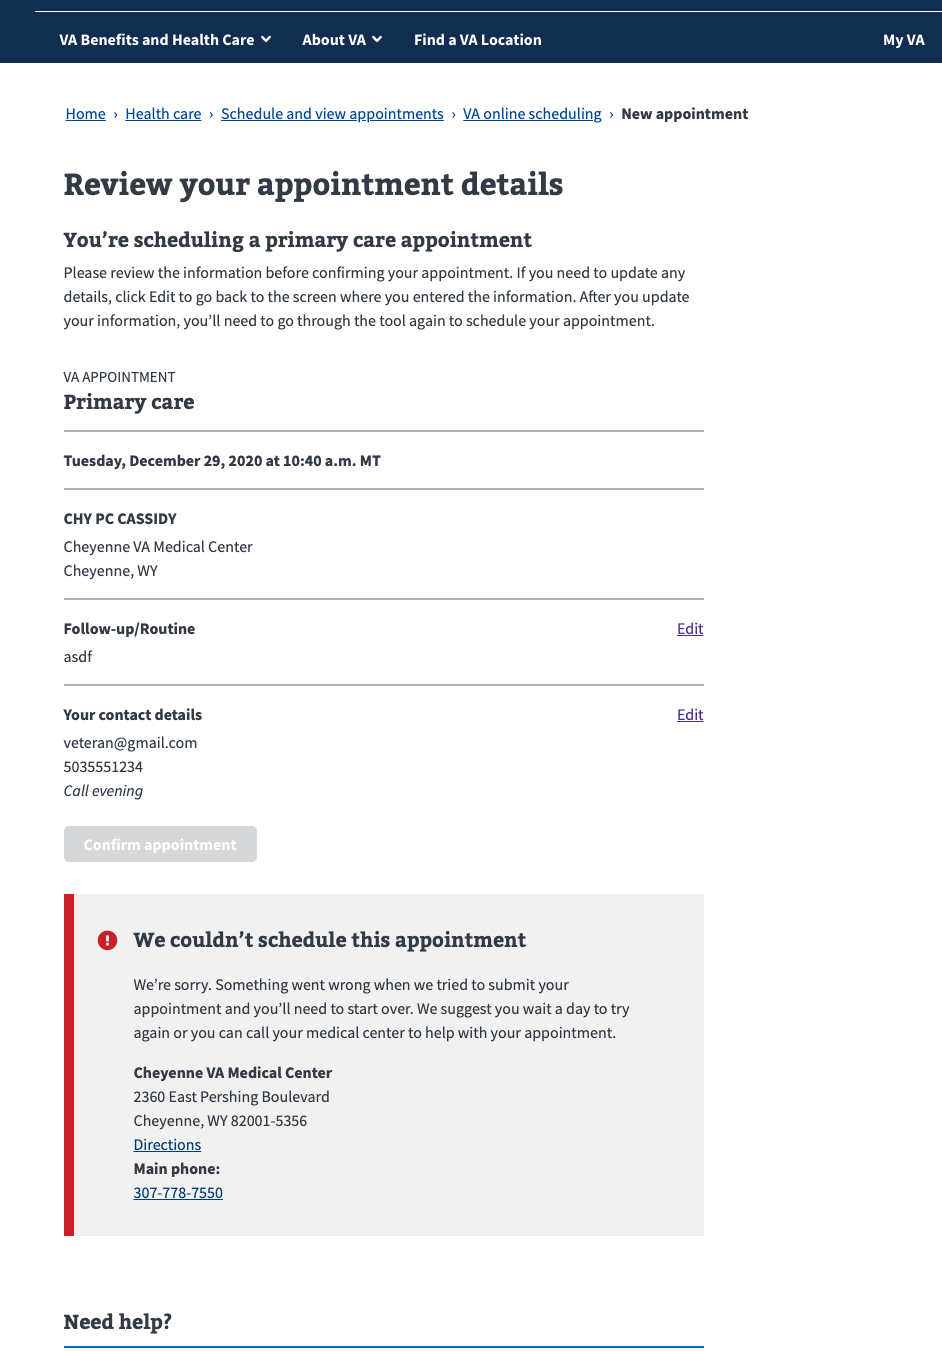 VA Benefits and Health Care About VA Find a VA Location My VA
Home › Health care › Schedule and view appointments › VA online scheduling › New appointment
Review your appointment details
You’re scheduling a primary care appointment
Please review the information before confirming your appointment. If you need to update any
details, click Edit to go back to the screen where you entered the information. After you update
your information, you’ll need to go through the tool again to schedule your appointment.
VA APPOINTMENT
Primary care
Tuesday, December 29, 2020 at 10:40 a.m. MT
CHY PC CASSIDY
Cheyenne VA Medical Center
Cheyenne, WY
Follow-up/Routine Edit
asdf
Your contact details Edit
veteran@gmail.com
5035551234
Call evening
Confirm appointment
We couldn’t schedule this appointment
We’re sorry. Something went wrong when we tried to submit your
appointment and you’ll need to start over. We suggest you wait a day to try
again or you can call your medical center to help with your appointment.
Cheyenne VA Medical Center
2360 East Pershing Boulevard
Cheyenne, WY 82001-5356
Directions
Main phone:
307-778-7550
Need help?